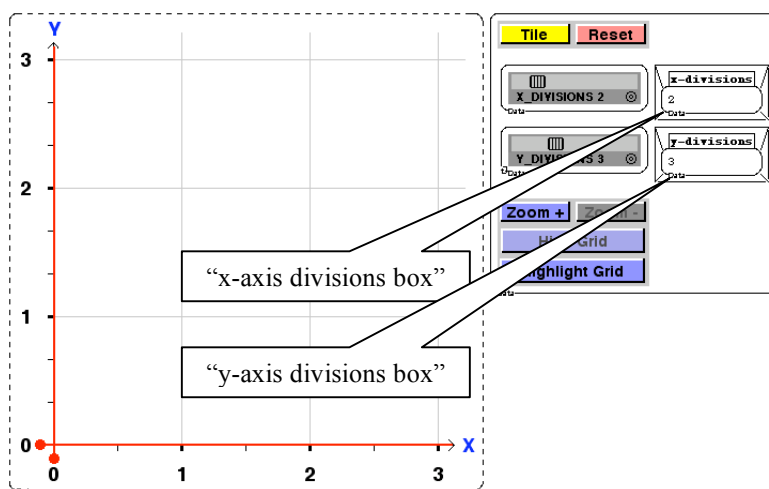 Y
3
2
1
0
0
1
2
3
X
Tile
Reset
X_DIVISIONS 2
Data
x-divisions
2
Data
Y_DIVISIONS 3
Data
y-divisions
3
Data
Zoom +
Zoom -
Hide Grid
Highlight Grid
Data
“x-axis divisions box”
“y-axis divisions box”